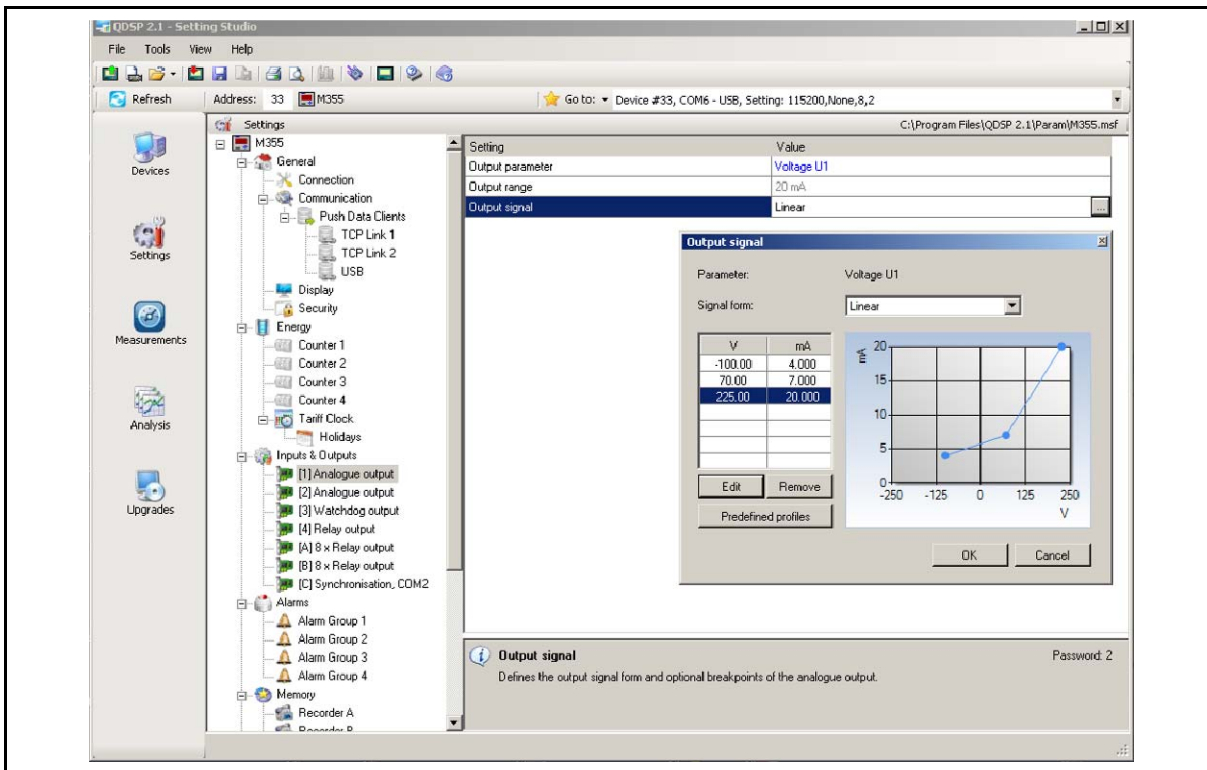 QDSP 2.1 - Setting Studio
File Tools View Help
Refresh Address: 33 M355 Go to: Device #33, COM6 - USB, Setting: 115200,None,8,2
Settings C:\Program Files\QDSP 2.1\Param\M355.msf
Devices
Settings
Measurements
Analysis
Upgrades
M355
General
Connection
Communication
Push Data Clients
TCP Link 1
TCP Link 2
USB
Display
Security
Energy
Counter 1
Counter 2
Counter 3
Counter 4
Tariff Clock
Holidays
Inputs & Outputs
[1] Analogue output
[2] Analogue output
[3] Watchdog output
[4] Relay output
[A] 8 x Relay output
[B] 8 x Relay output
[C] Synchronisation, COM2
Alarms
Alarm Group 1
Alarm Group 2
Alarm Group 3
Alarm Group 4
Memory
Recorder A
Recorder B
Setting Value
Output parameter Voltage U1
Output range 20 mA
Output signal Linear ...
Output signal
Parameter: Voltage U1
Signal form: Linear
V mA
-100.00 4.000
70.00 7.000
225.00 20.000
Edit Remove
Predefined profiles
mA
20
15
10
5
0
-250 -125 0 125 250
V
OK Cancel
Output signal Password: 2
Defines the output signal form and optional breakpoints of the analogue output.